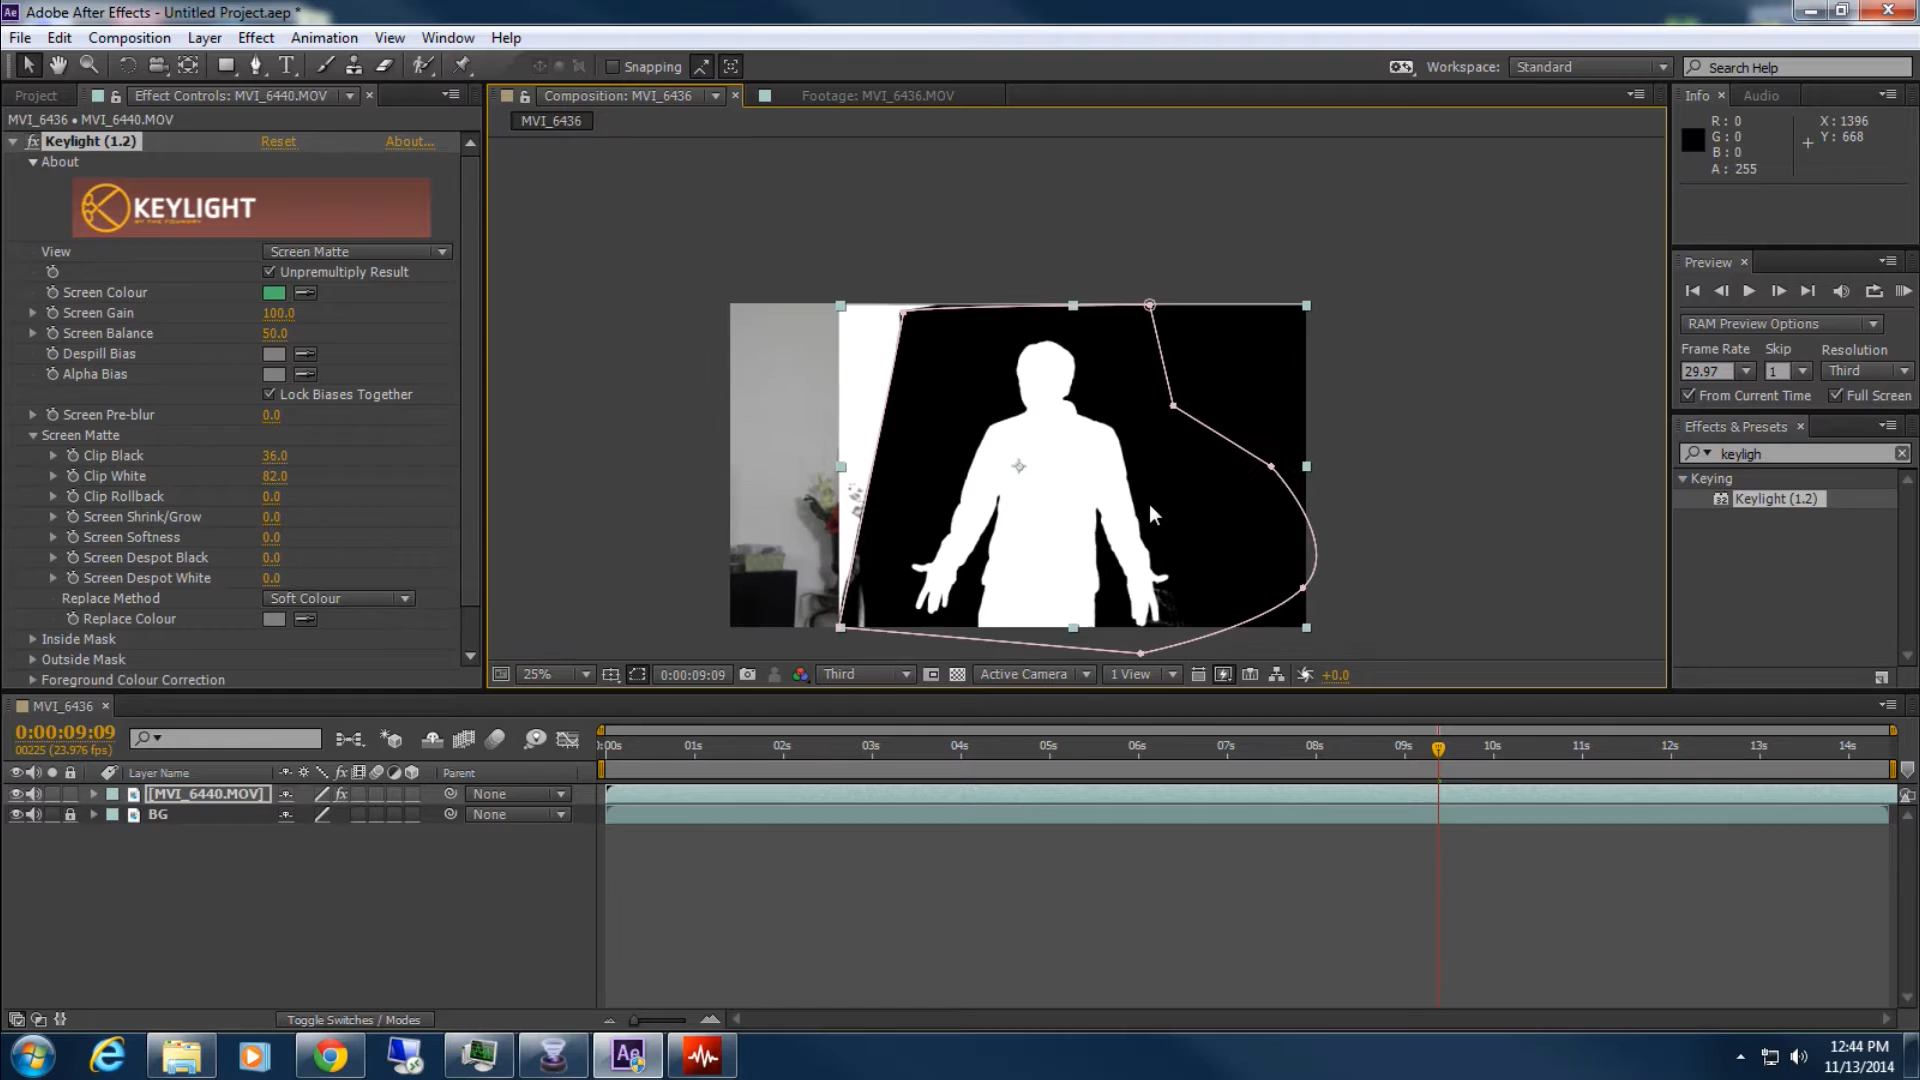 Adobe After Effects - Untitled Project.aep *
File Edit Composition Layer Effect Animation View Window Help
Snapping Workspace: Standard Search Help
Project Effect Controls: MVI_6440.MOV Composition: MVI_6436 Footage: MVI_6436.MOV Info Audio
MVI_6436 • MVI_6440.MOV
MVI_6436
R: 0 X: 1396
G: 0 Y: 668
B: 0
A: 255
fx Keylight (1.2) Reset About...
About
KEYLIGHT
BY THE FOUNDRY
View Screen Matte
Unpremultiply Result
Screen Colour
Screen Gain 100.0
Screen Balance 50.0
Despill Bias
Alpha Bias
Lock Biases Together
Screen Pre-blur 0.0
Screen Matte
Clip Black 36.0
Clip White 82.0
Clip Rollback 0.0
Screen Shrink/Grow 0.0
Screen Softness 0.0
Screen Despot Black 0.0
Screen Despot White 0.0
Replace Method Soft Colour
Replace Colour
Inside Mask
Outside Mask
Foreground Colour Correction
Preview
RAM Preview Options
Frame Rate Skip Resolution
29.97 1 Third
From Current Time Full Screen
Effects & Presets
keyligh
Keying
32 Keylight (1.2)
25% 0:00:09:09 Third Active Camera 1 View +0.0
MVI_6436
0:00:09:09
00225 (23.976 fps)
:00s 01s 02s 03s 04s 05s 06s 07s 08s 09s 10s 11s 12s 13s 14s
Layer Name fx Parent
[MVI_6440.MOV] fx None
BG None
Toggle Switches / Modes
Ae
12:44 PM
11/13/2014